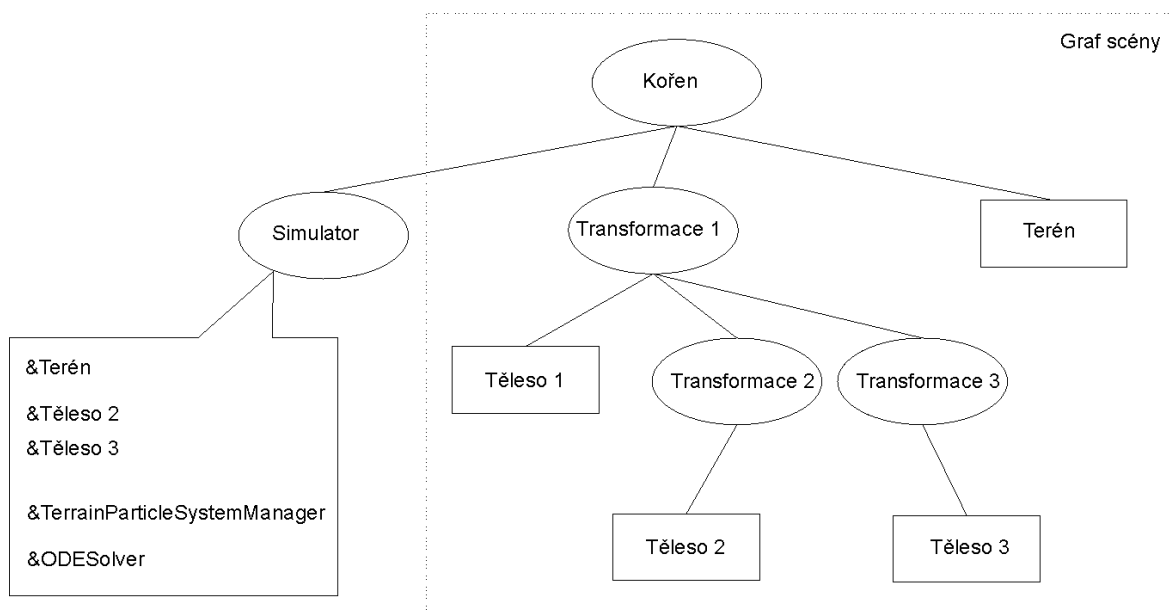 Graf scény
Kořen
Simulator
Transformace 1
Terén
Těleso 1
Transformace 2
Transformace 3
Těleso 2
Těleso 3
&Terén
&Těleso 2
&Těleso 3
&TerrainParticleSystemManager
&ODESolver